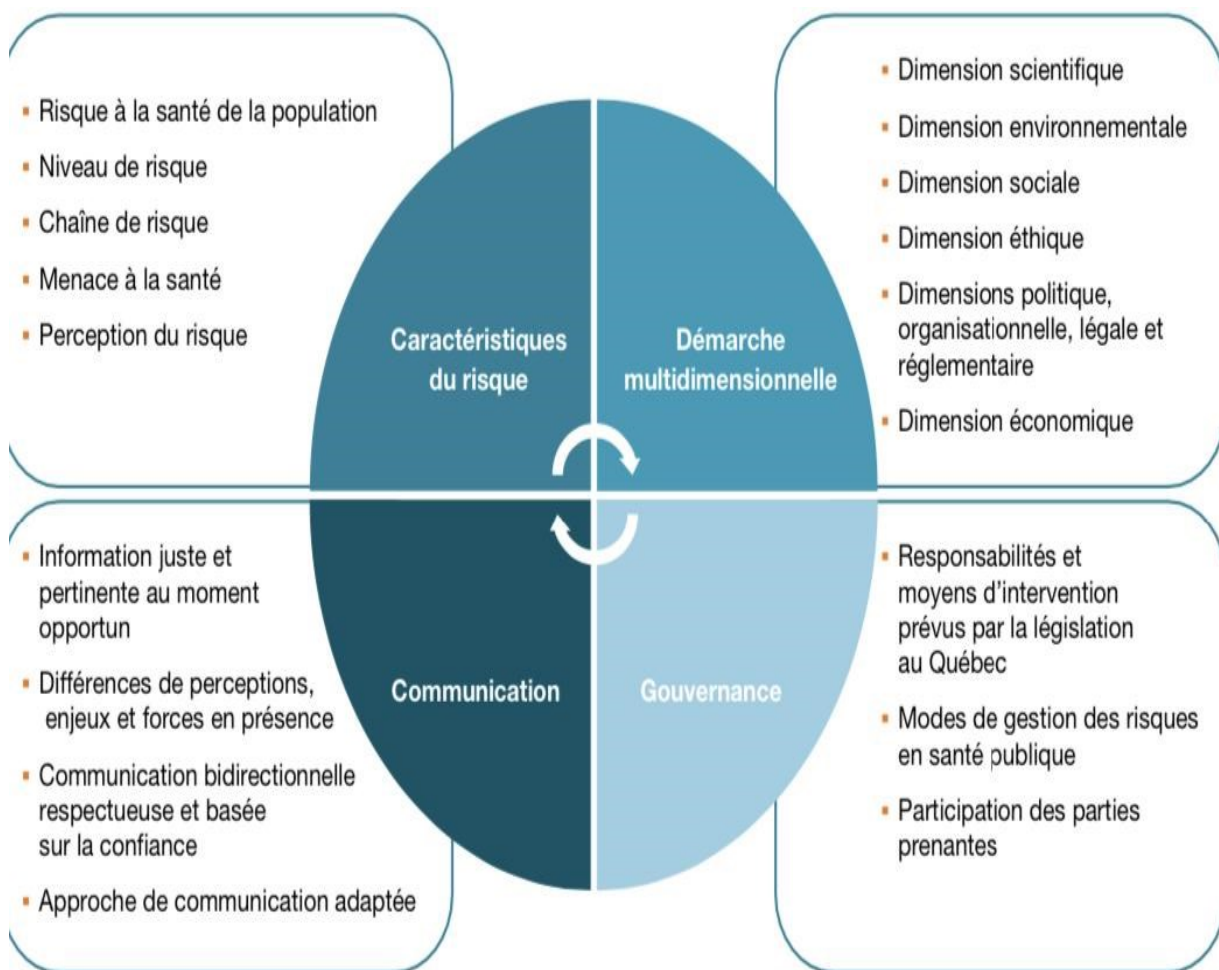 Risque à la santé de la population
Niveau de risque
Chaîne de risque
Menace à la santé
Perception du risque
Caractéristiques
du risque
Démarche
multidimensionnelle
Dimension scientifique
Dimension environnementale
Dimension sociale
Dimension éthique
Dimensions politique,
organisationnelle, légale et
réglementaire
Dimension économique
Information juste et
pertinente au moment
opportun
Différences de perceptions,
enjeux et forces en présence
Communication bidirectionnelle
respectueuse et basée
sur la confiance
Approche de communication adaptée
Communication
Gouvernance
Responsabilités et
moyens d'intervention
prévus par la législation
au Québec
Modes de gestion des risques
en santé publique
Participation des parties
prenantes